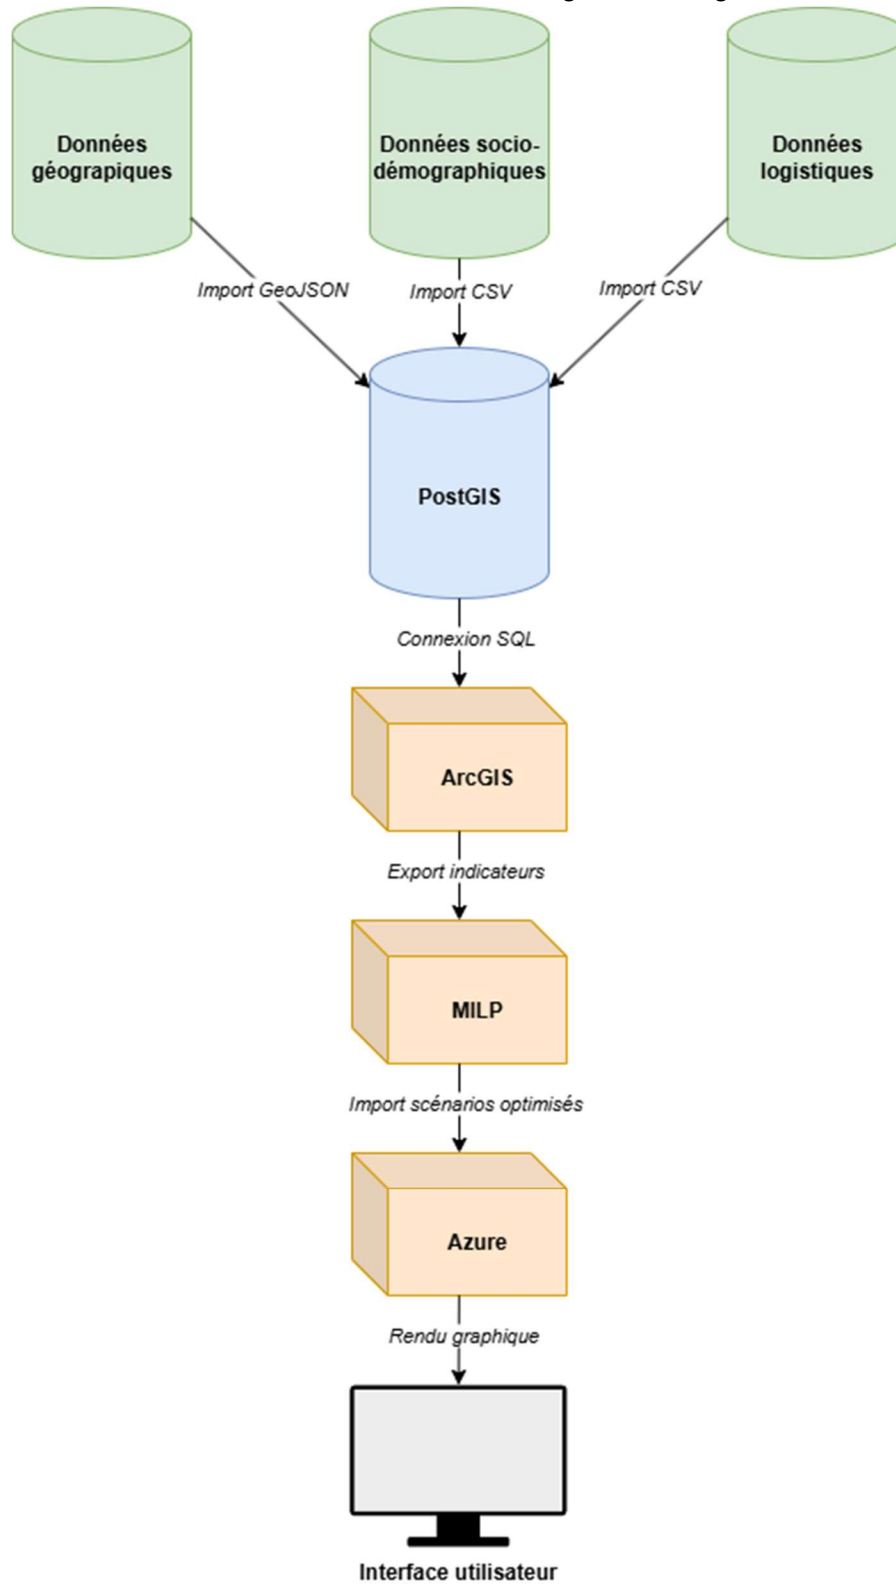 Données
géograpiques
Données socio-
démographiques
Données
logistiques
Import GeoJSON
Import CSV
Import CSV
PostGIS
Connexion SQL
ArcGIS
Export indicateurs
MILP
Import scénarios optimisés
Azure
Rendu graphique
Interface utilisateur